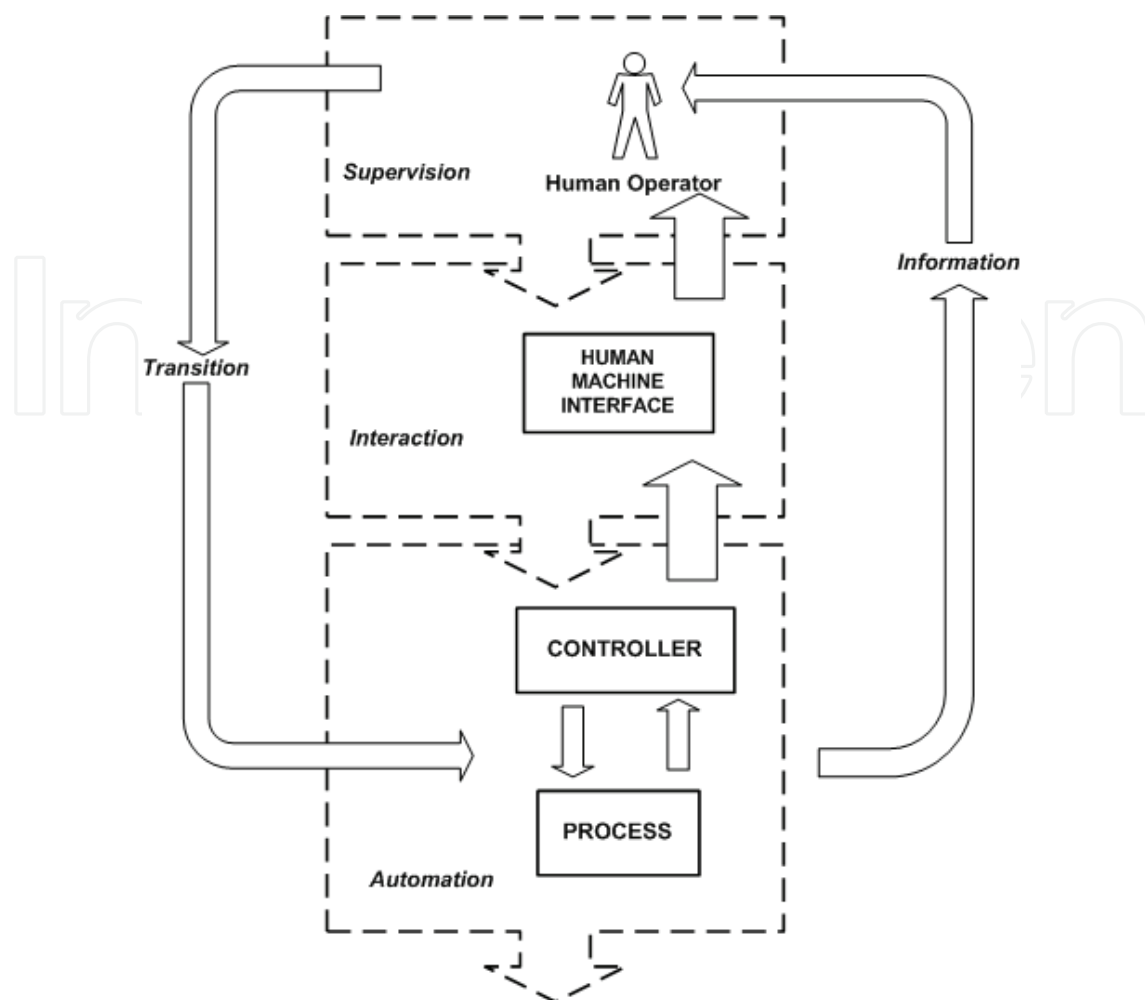 Supervision
Human Operator
Information
Transition
HUMAN
MACHINE
INTERFACE
Interaction
CONTROLLER
PROCESS
Automation